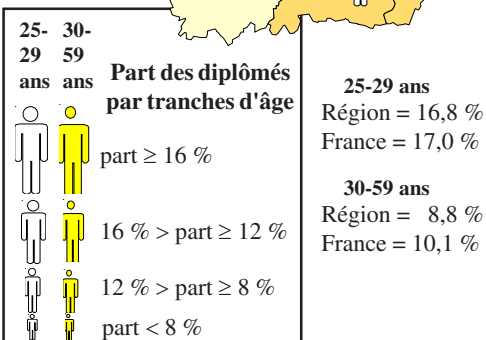 25- 30-
29 59
ans ans
Part des diplômés
par tranches d'âge
part ≥ 16 %
16 % > part ≥ 12 %
12 % > part ≥ 8 %
part < 8 %
25-29 ans
Région = 16,8 %
France = 17,0 %
30-59 ans
Région = 8,8 %
France = 10,1 %